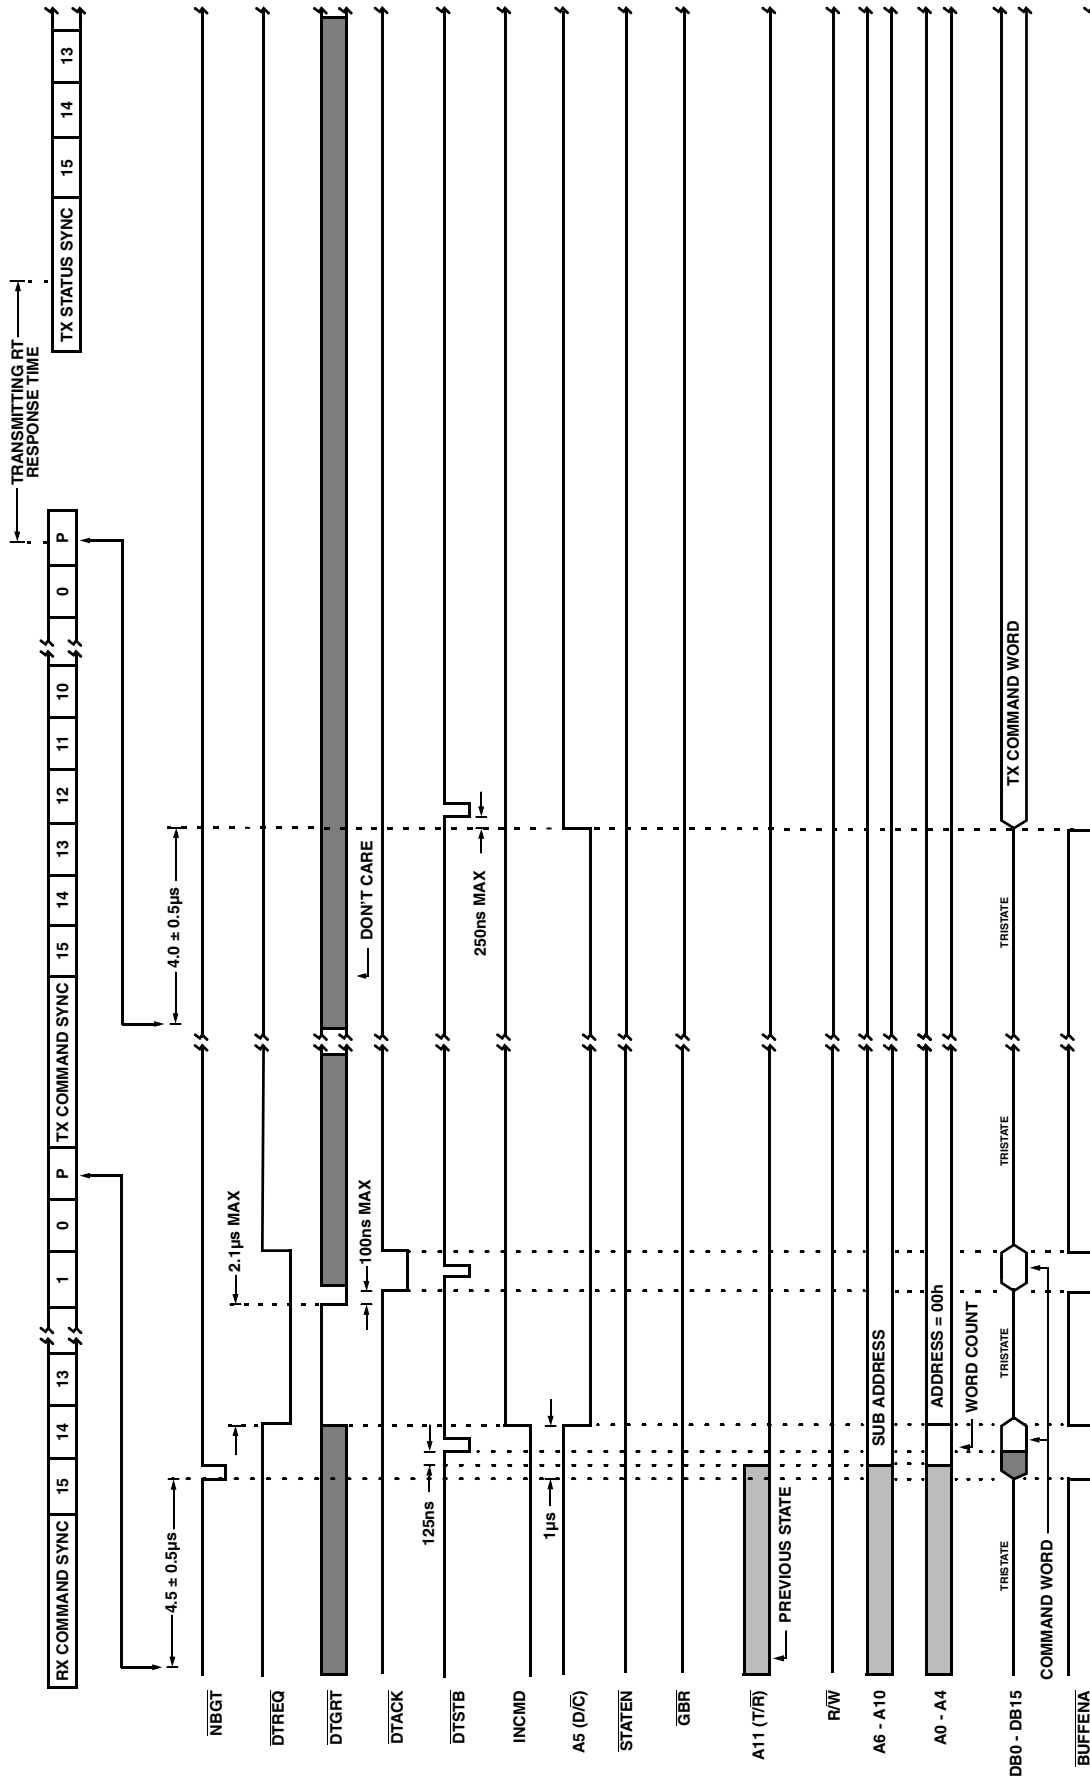 TRANSMITTING RT
RESPONSE TIME
RX COMMAND SYNC 15 14 13 1 0 P TX COMMAND SYNC 15 14 13 12 11 10 0 P
TX STATUS SYNC 15 14 13
4.5 ± 0.5µs
4.0 ± 0.5µs
NBGT
2.1µs MAX
DTREQ
DTGRT
DON'T CARE
100ns MAX
DTACK
125ns
250ns MAX
DTSTB
INCMD
1µs
A5 (D/C)
STATEN
GBR
A11 (T/R)
PREVIOUS STATE
R/W
SUB ADDRESS
A6 - A10
ADDRESS = 00h
A0 - A4
WORD COUNT
TRISTATE TRISTATE TRISTATE TRISTATE TX COMMAND WORD
DB0 - DB15
COMMAND WORD
BUFFENA